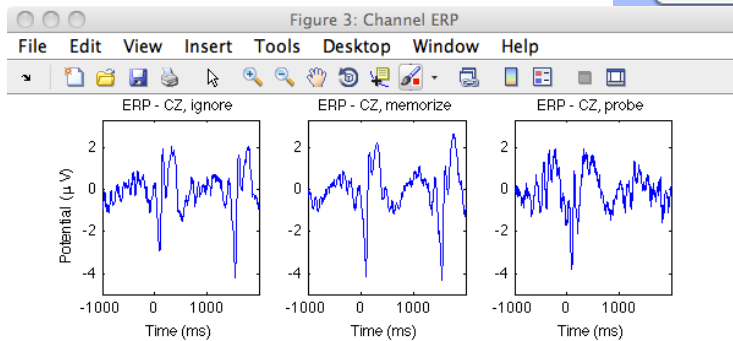 Figure 3: Channel ERP
File Edit View Insert Tools Desktop Window Help
ERP - CZ, ignore ERP - CZ, memorize ERP - CZ, probe
Potential (μ V)
2 2 2
0 0 0
-2 -2 -2
-4 -4 -4
-1000 0 1000 -1000 0 1000 -1000 0 1000
Time (ms) Time (ms) Time (ms)